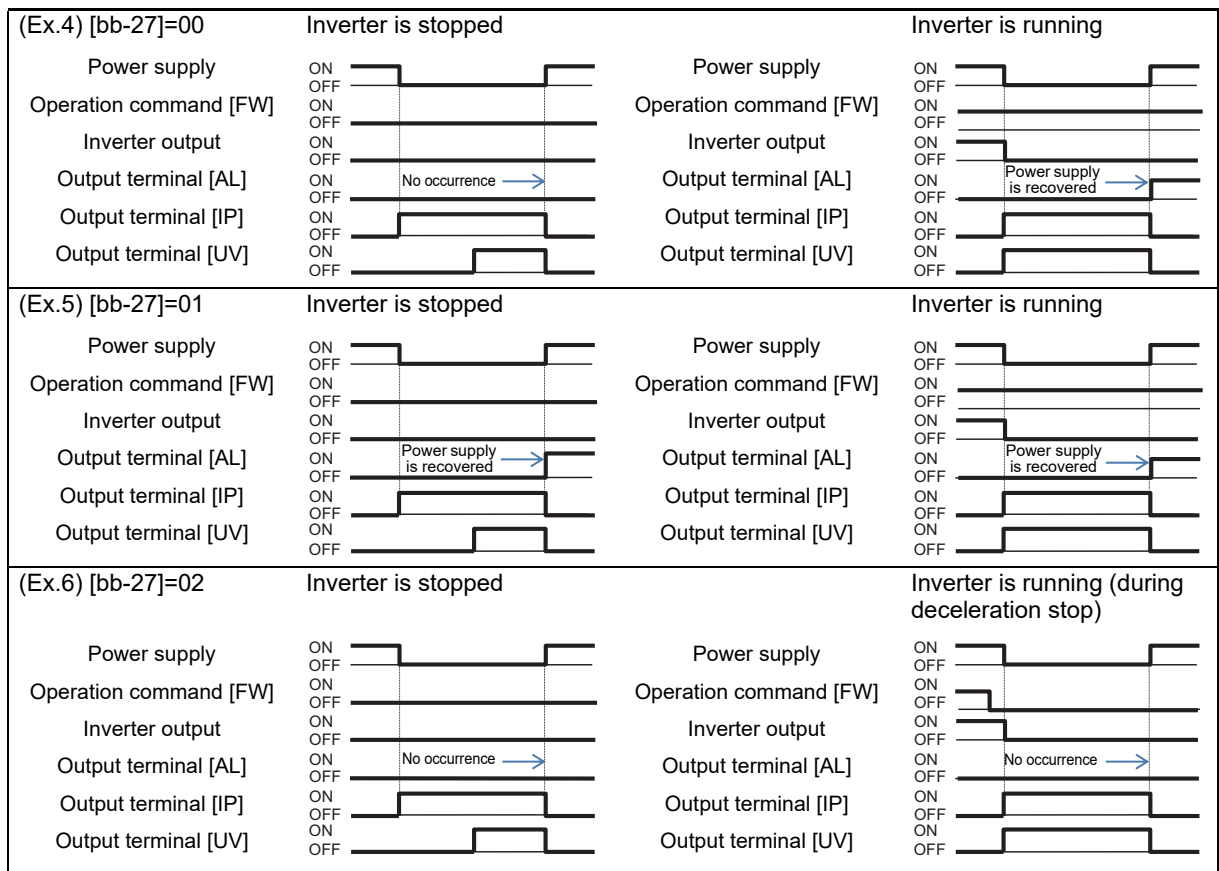 (Ex.4) [bb-27]=00 Inverter is stopped Inverter is running
Power supply ON OFF Power supply ON OFF
Operation command [FW] ON OFF Operation command [FW] ON OFF
Inverter output ON OFF Inverter output ON OFF
Output terminal [AL] ON OFF No occurrence Output terminal [AL] ON OFF Power supply is recovered
Output terminal [IP] ON OFF Output terminal [IP] ON OFF
Output terminal [UV] ON OFF Output terminal [UV] ON OFF
(Ex.5) [bb-27]=01 Inverter is stopped Inverter is running
Power supply ON OFF Power supply ON OFF
Operation command [FW] ON OFF Operation command [FW] ON OFF
Inverter output ON OFF Inverter output ON OFF
Output terminal [AL] ON OFF Power supply is recovered Output terminal [AL] ON OFF Power supply is recovered
Output terminal [IP] ON OFF Output terminal [IP] ON OFF
Output terminal [UV] ON OFF Output terminal [UV] ON OFF
(Ex.6) [bb-27]=02 Inverter is stopped Inverter is running (during
deceleration stop)
Power supply ON OFF Power supply ON OFF
Operation command [FW] ON OFF Operation command [FW] ON OFF
Inverter output ON OFF Inverter output ON OFF
Output terminal [AL] ON OFF No occurrence Output terminal [AL] ON OFF No occurrence
Output terminal [IP] ON OFF Output terminal [IP] ON OFF
Output terminal [UV] ON OFF Output terminal [UV] ON OFF